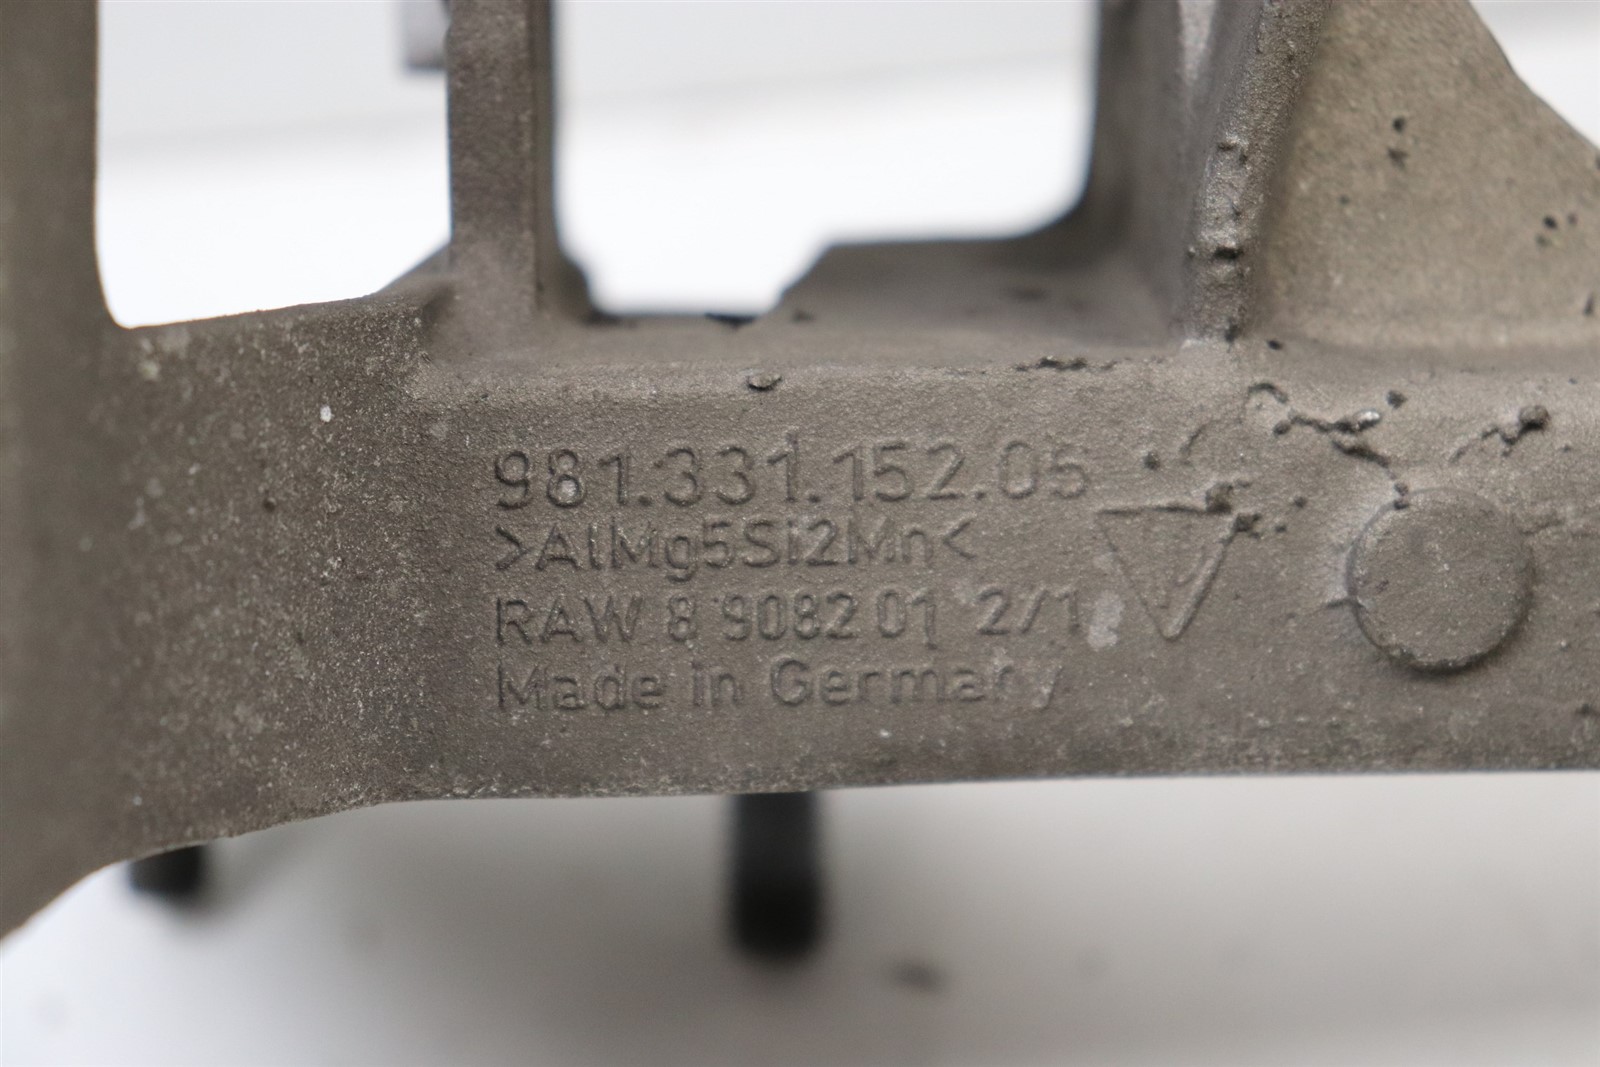 981.331.152.05
>AlMg5Si2Mn<
RAW 8 9082 01 2/1
Made in Germany